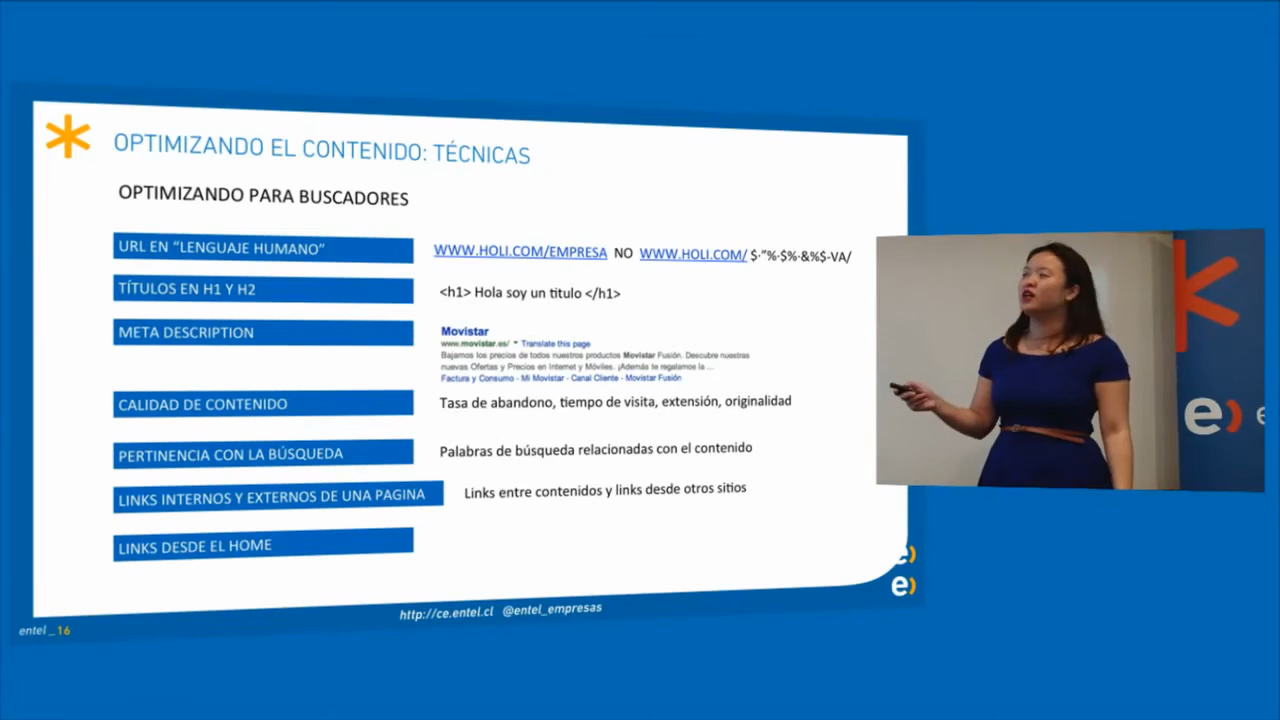 OPTIMIZANDO EL CONTENIDO: TÉCNICAS
OPTIMIZANDO PARA BUSCADORES
URL EN “LENGUAJE HUMANO”
WWW.HOLI.COM/EMPRESA NO WWW.HOLI.COM/ $·"%·$%·&%$-VA/
TÍTULOS EN H1 Y H2
<h1> Hola soy un titulo </h1>
META DESCRIPTION
Movistar
www.movistar.es/ Translate this page
Bajamos los precios de todos nuestros productos Movistar Fusión. Descubre nuestras
nuevas Ofertas y Precios en Internet y Móviles. ¡Además te regalamos la ...
Factura y Consumo - Mi Movistar - Canal Cliente - Movistar Fusión
CALIDAD DE CONTENIDO
Tasa de abandono, tiempo de visita, extensión, originalidad
PERTINENCIA CON LA BÚSQUEDA
Palabras de búsqueda relacionadas con el contenido
LINKS INTERNOS Y EXTERNOS DE UNA PAGINA
Links entre contenidos y links desde otros sitios
LINKS DESDE EL HOME
e)
e)
http://ce.entel.cl @entel_empresas
entel _16
e) e